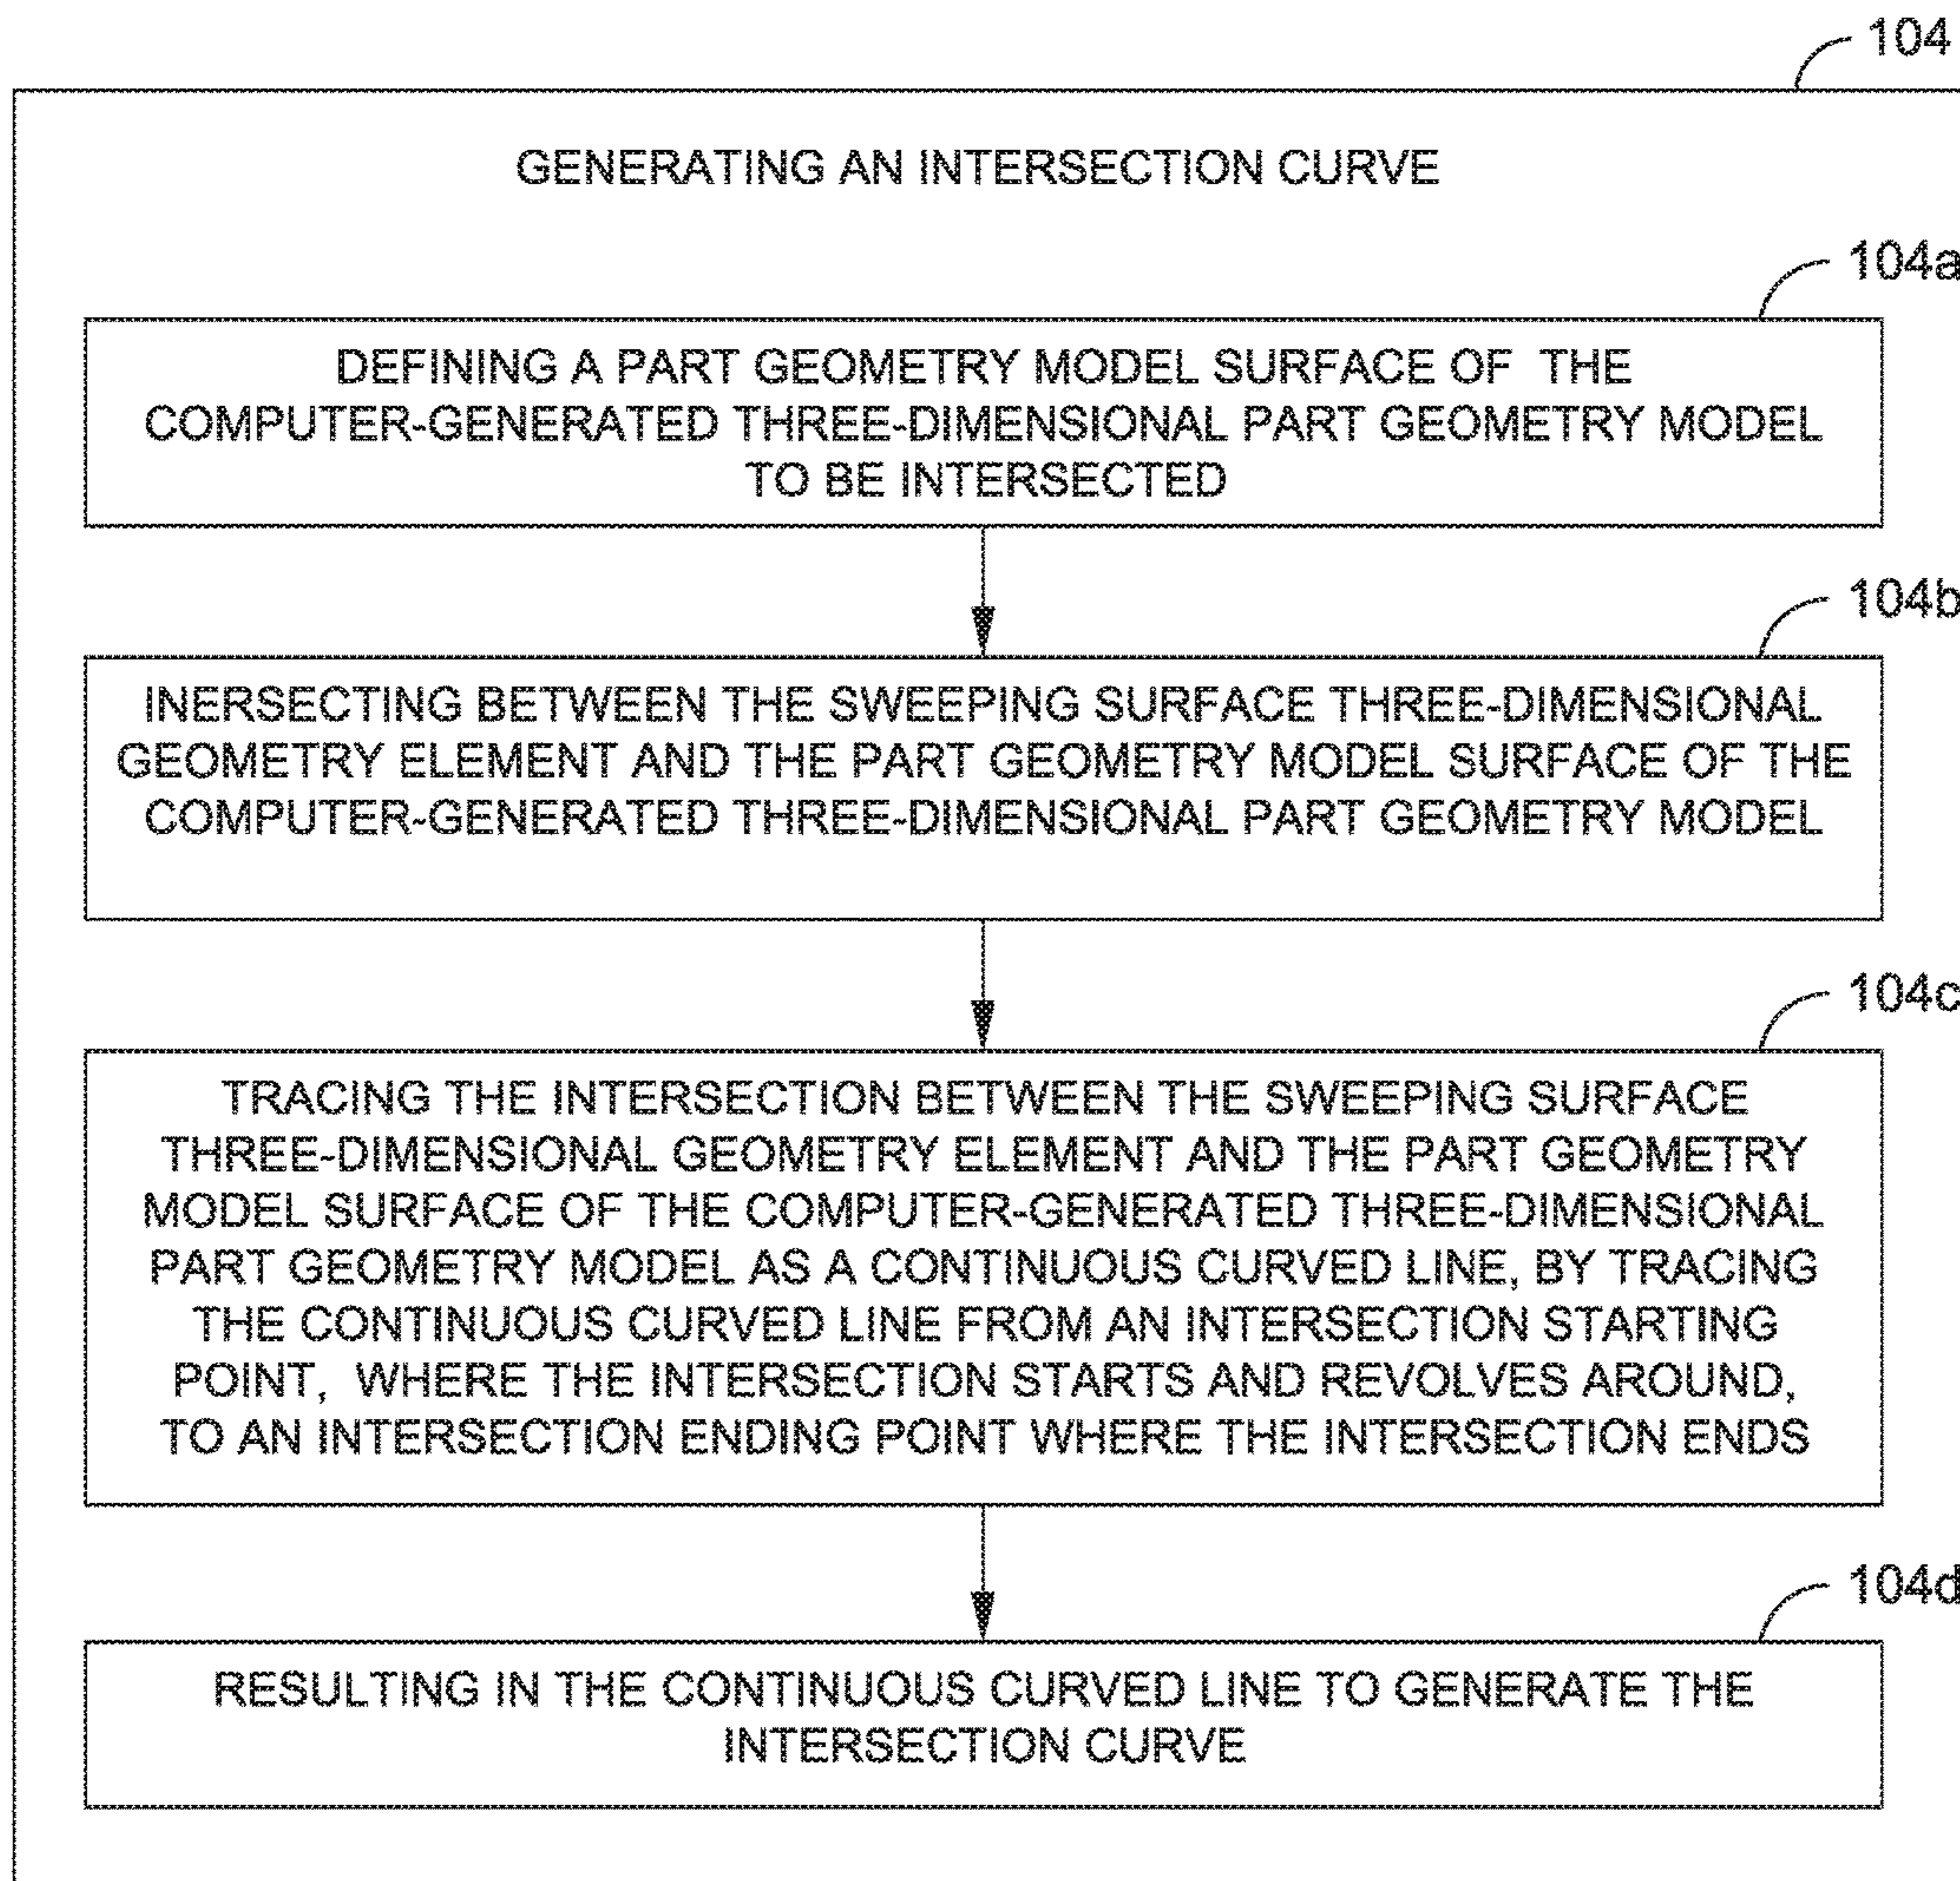 104
GENERATING AN INTERSECTION CURVE
104a
DEFINING A PART GEOMETRY MODEL SURFACE OF THE
COMPUTER-GENERATED THREE-DIMENSIONAL PART GEOMETRY MODEL
TO BE INTERSECTED
104b
INERSECTING BETWEEN THE SWEEPING SURFACE THREE-DIMENSIONAL
GEOMETRY ELEMENT AND THE PART GEOMETRY MODEL SURFACE OF THE
COMPUTER-GENERATED THREE-DIMENSIONAL PART GEOMETRY MODEL
104c
TRACING THE INTERSECTION BETWEEN THE SWEEPING SURFACE
THREE-DIMENSIONAL GEOMETRY ELEMENT AND THE PART GEOMETRY
MODEL SURFACE OF THE COMPUTER-GENERATED THREE-DIMENSIONAL
PART GEOMETRY MODEL AS A CONTINUOUS CURVED LINE, BY TRACING
THE CONTINUOUS CURVED LINE FROM AN INTERSECTION STARTING
POINT, WHERE THE INTERSECTION STARTS AND REVOLVES AROUND,
TO AN INTERSECTION ENDING POINT WHERE THE INTERSECTION ENDS
104d
RESULTING IN THE CONTINUOUS CURVED LINE TO GENERATE THE
INTERSECTION CURVE